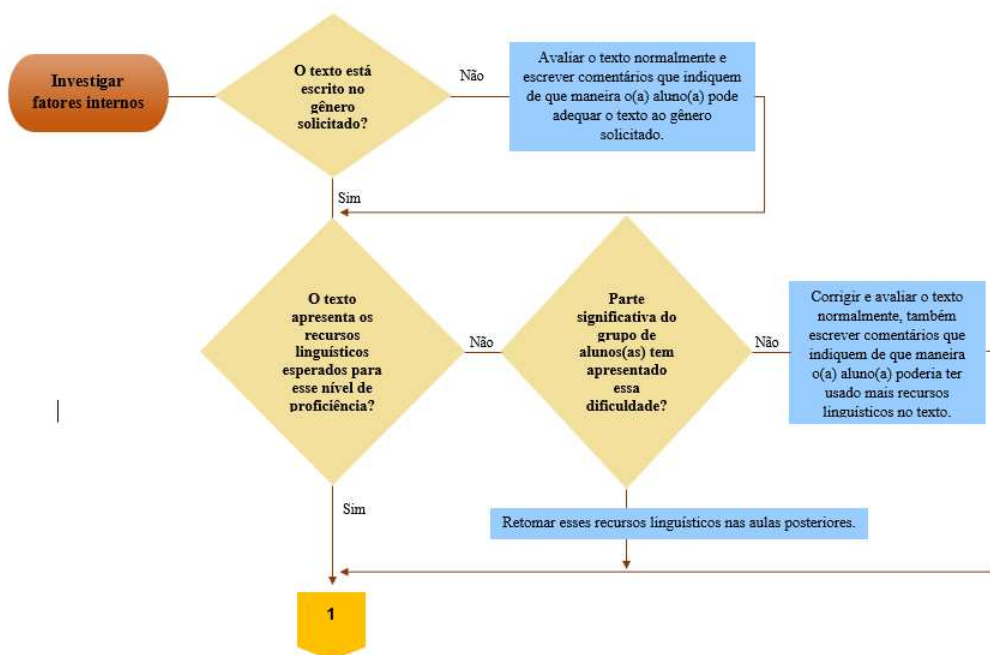 Investigar
fatores internos
O texto está
escrito no
gênero
solicitado?
Não
Avaliar o texto normalmente e
escrever comentários que indiquem
de que maneira o(a) aluno(a) pode
adequar o texto ao gênero
solicitado.
Sim
O texto
apresenta os
recursos
linguísticos
esperados para
esse nível de
proficiência?
Não
Parte
significativa do
grupo de
alunos(as) tem
apresentado
essa
dificuldade?
Não
Corrigir e avaliar o texto
normalmente, também
escrever comentários que
indiquem de que maneira
o(a) aluno(a) poderia ter
usado mais recursos
linguísticos no texto.
Sim
Retomar esses recursos linguísticos nas aulas posteriores.
1